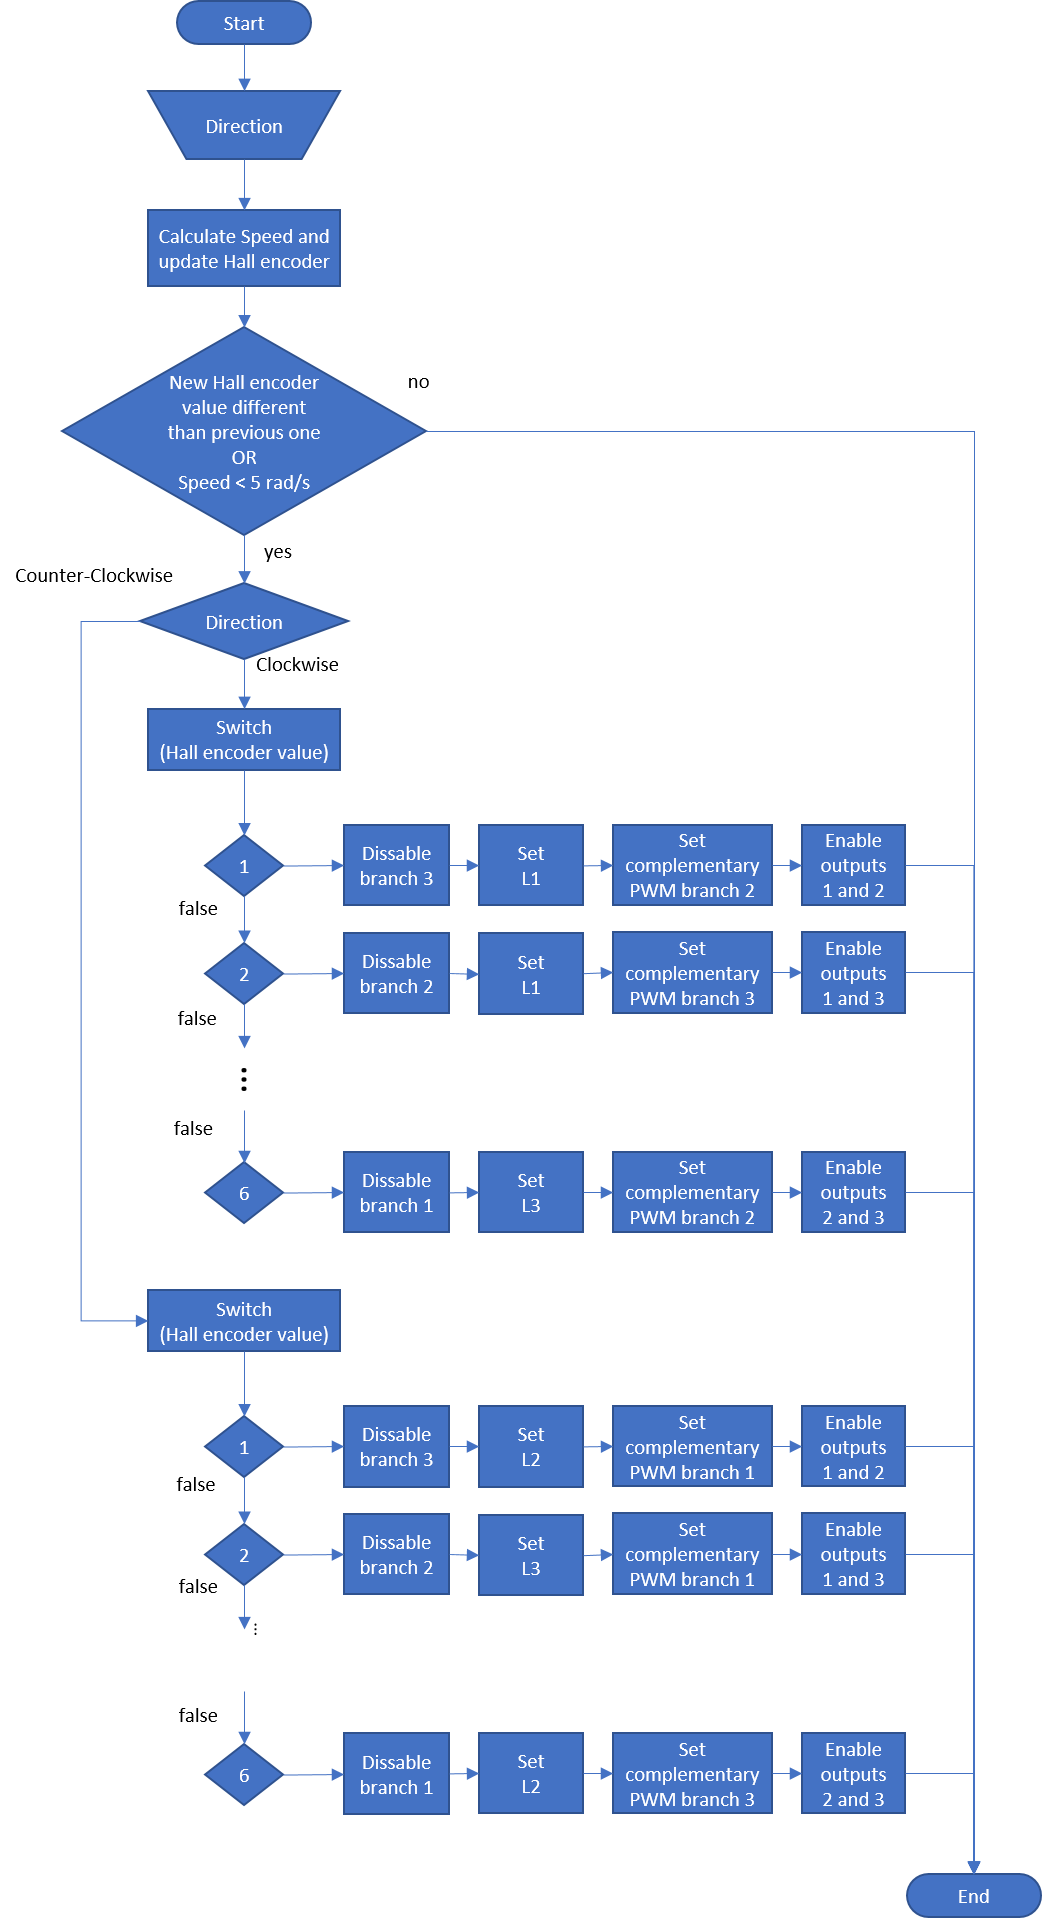 Start
Direction
Calculate Speed and
update Hall encoder
New Hall encoder
value different
than previous one
OR
Speed < 5 rad/s
no
yes
Counter-Clockwise
Direction
Clockwise
Switch
(Hall encoder value)
1
Dissable
branch 3
Set
L1
Set
complementary
PWM branch 2
Enable
outputs
1 and 2
false
2
Dissable
branch 2
Set
L1
Set
complementary
PWM branch 3
Enable
outputs
1 and 3
false
...
false
6
Dissable
branch 1
Set
L3
Set
complementary
PWM branch 2
Enable
outputs
2 and 3
Switch
(Hall encoder value)
1
Dissable
branch 3
Set
L2
Set
complementary
PWM branch 1
Enable
outputs
1 and 2
false
2
Dissable
branch 2
Set
L3
Set
complementary
PWM branch 1
Enable
outputs
1 and 3
false
...
false
6
Dissable
branch 1
Set
L2
Set
complementary
PWM branch 3
Enable
outputs
2 and 3
End